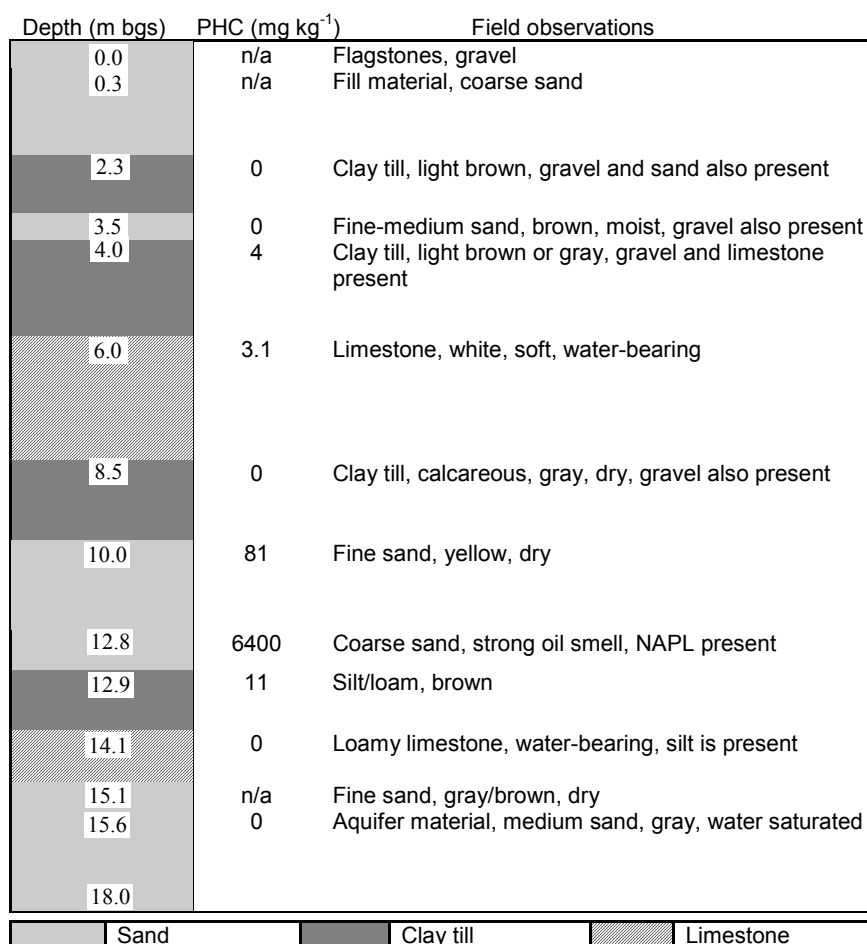 Depth (m bgs) PHC (mg kg-1) Field observations
0.0 n/a Flagstones, gravel
0.3 n/a Fill material, coarse sand
2.3 0 Clay till, light brown, gravel and sand also present
3.5 0 Fine-medium sand, brown, moist, gravel also present
4.0 4 Clay till, light brown or gray, gravel and limestone
present
6.0 3.1 Limestone, white, soft, water-bearing
8.5 0 Clay till, calcareous, gray, dry, gravel also present
10.0 81 Fine sand, yellow, dry
12.8 6400 Coarse sand, strong oil smell, NAPL present
12.9 11 Silt/loam, brown
14.1 0 Loamy limestone, water-bearing, silt is present
15.1 n/a Fine sand, gray/brown, dry
15.6 0 Aquifer material, medium sand, gray, water saturated
18.0
Sand Clay till Limestone